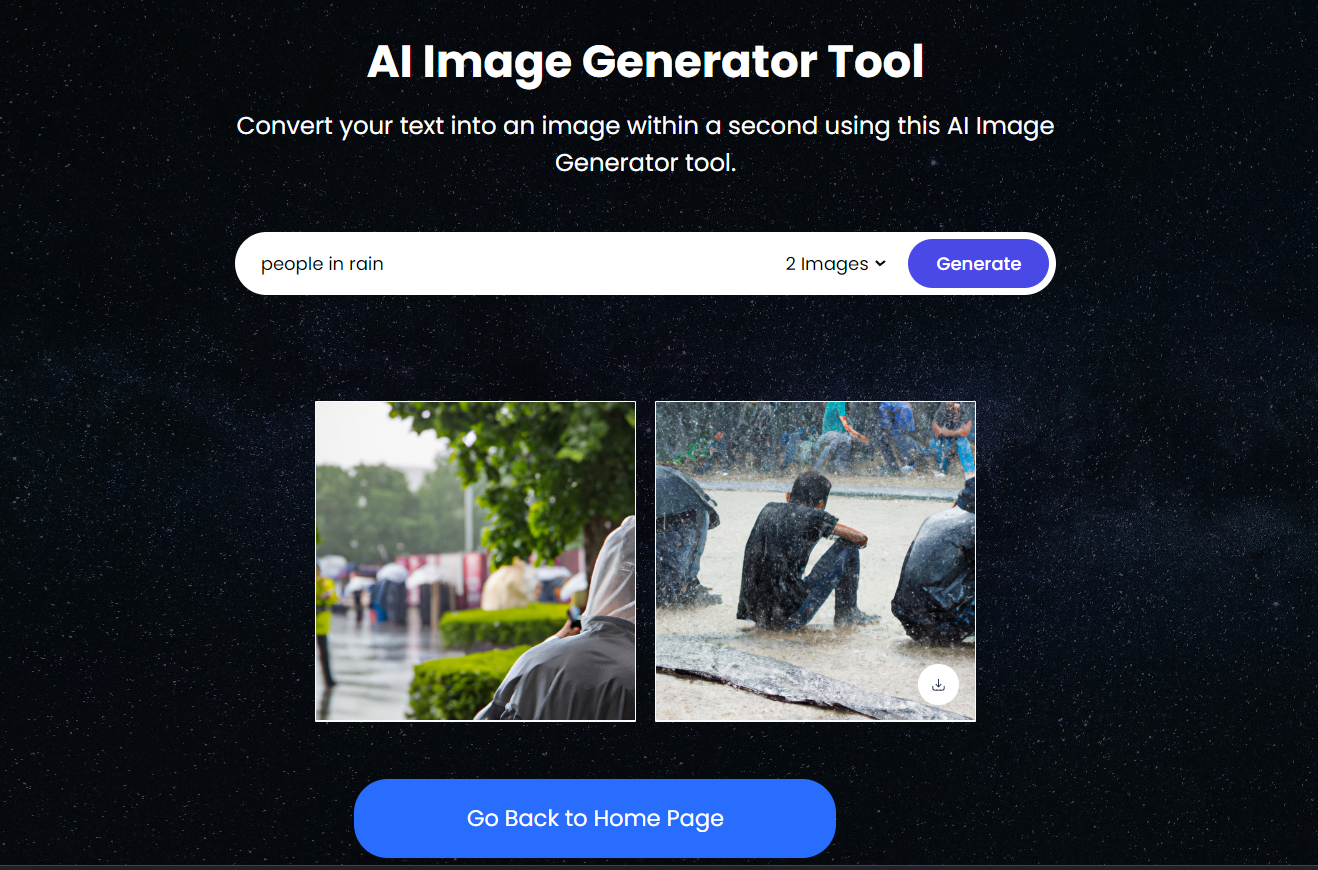 AI Image Generator Tool
Convert your text into an image within a second using this AI Image
Generator tool.
people in rain
2 Images
Generate
Go Back to Home Page